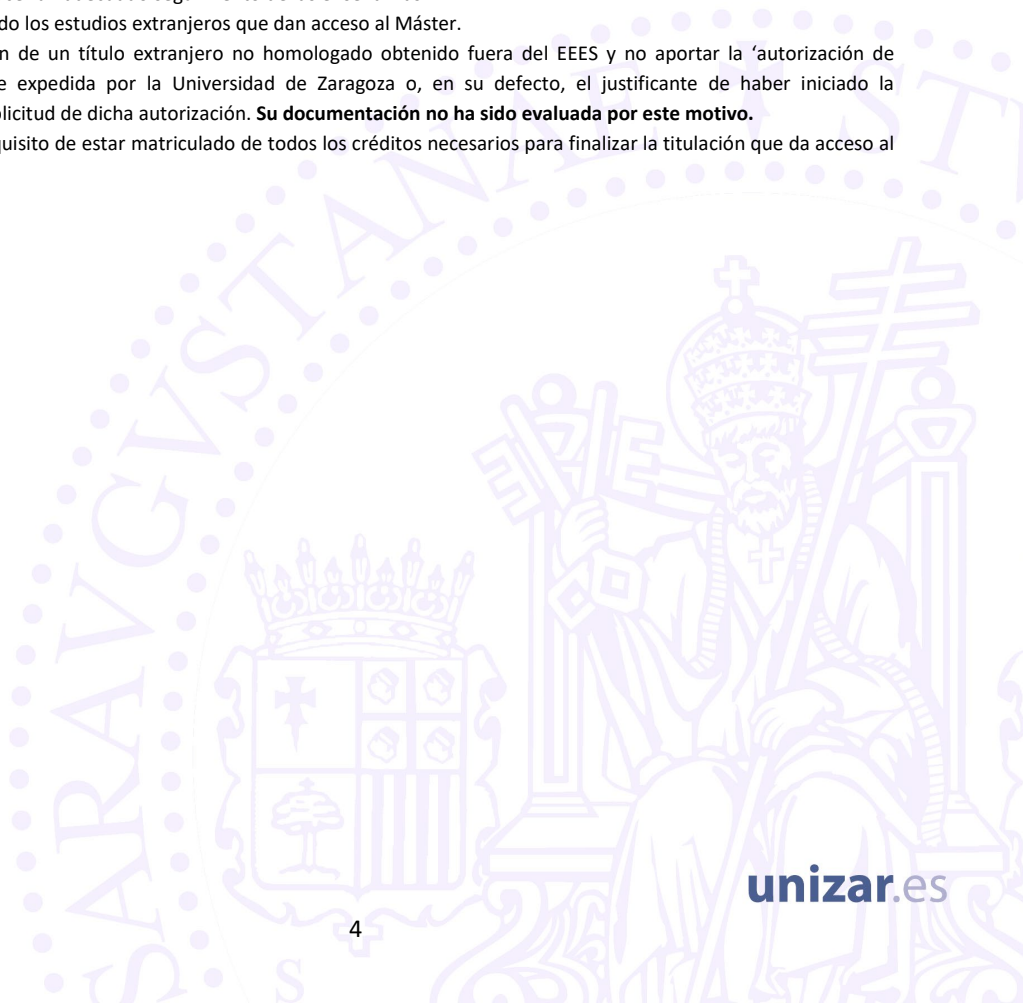 do los estudios extranjeros que dan acceso al Máster.
n de un título extranjero no homologado obtenido fuera del EEES y no aportar la ‘autorización de
e expedida por la Universidad de Zaragoza o, en su defecto, el justificante de haber iniciado la
olicitud de dicha autorización. Su documentación no ha sido evaluada por este motivo.
quisito de estar matriculado de todos los créditos necesarios para finalizar la titulación que da acceso al
SARAVGVSTANE STV
unizar.es
4
S